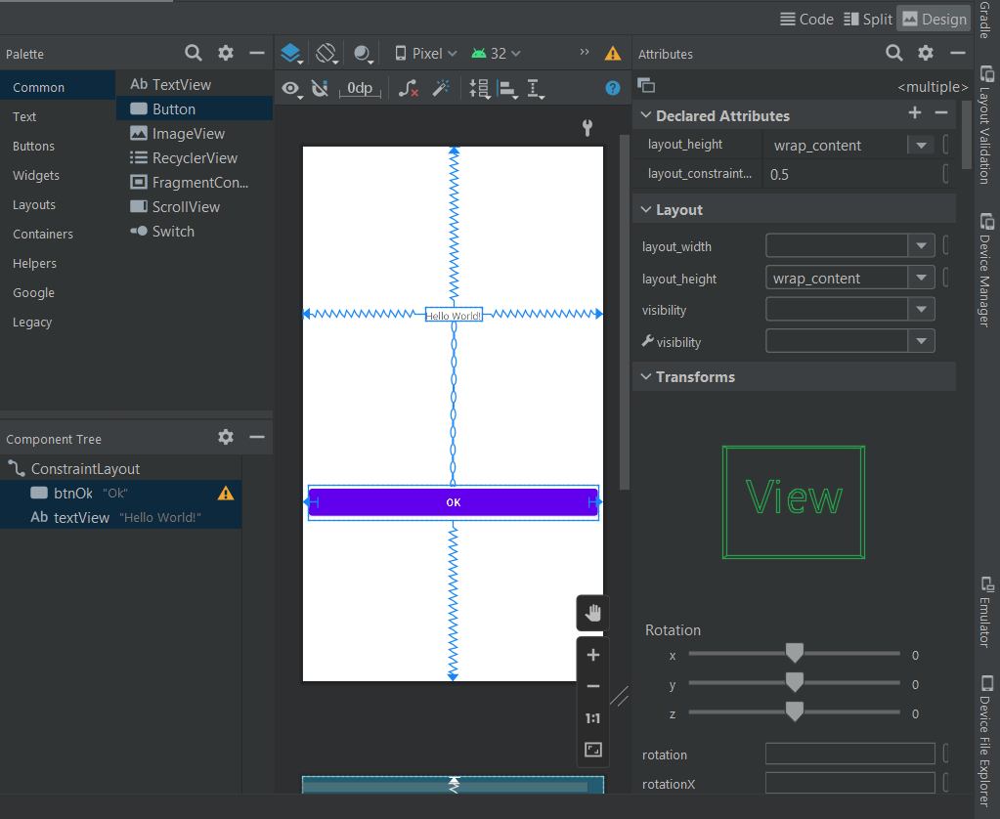 Code Split Design
Palette
Pixel 32 »
Attributes
Common
Text
Buttons
Widgets
Layouts
Containers
Helpers
Google
Legacy
Ab TextView
Button
ImageView
RecyclerView
FragmentCon...
ScrollView
Switch
0dp
?
<multiple>
Declared Attributes
layout_height wrap_content
layout_constraint... 0.5
Layout
layout_width
layout_height wrap_content
visibility
visibility
Transforms
View
Rotation
x 0
y 0
z 0
rotation
rotationX
Hello World!
OK
1:1
Component Tree
ConstraintLayout
btnOk "Ok"
Ab textView "Hello World!"
Gradle
Layout Validation
Device Manager
Emulator
Device File Explorer